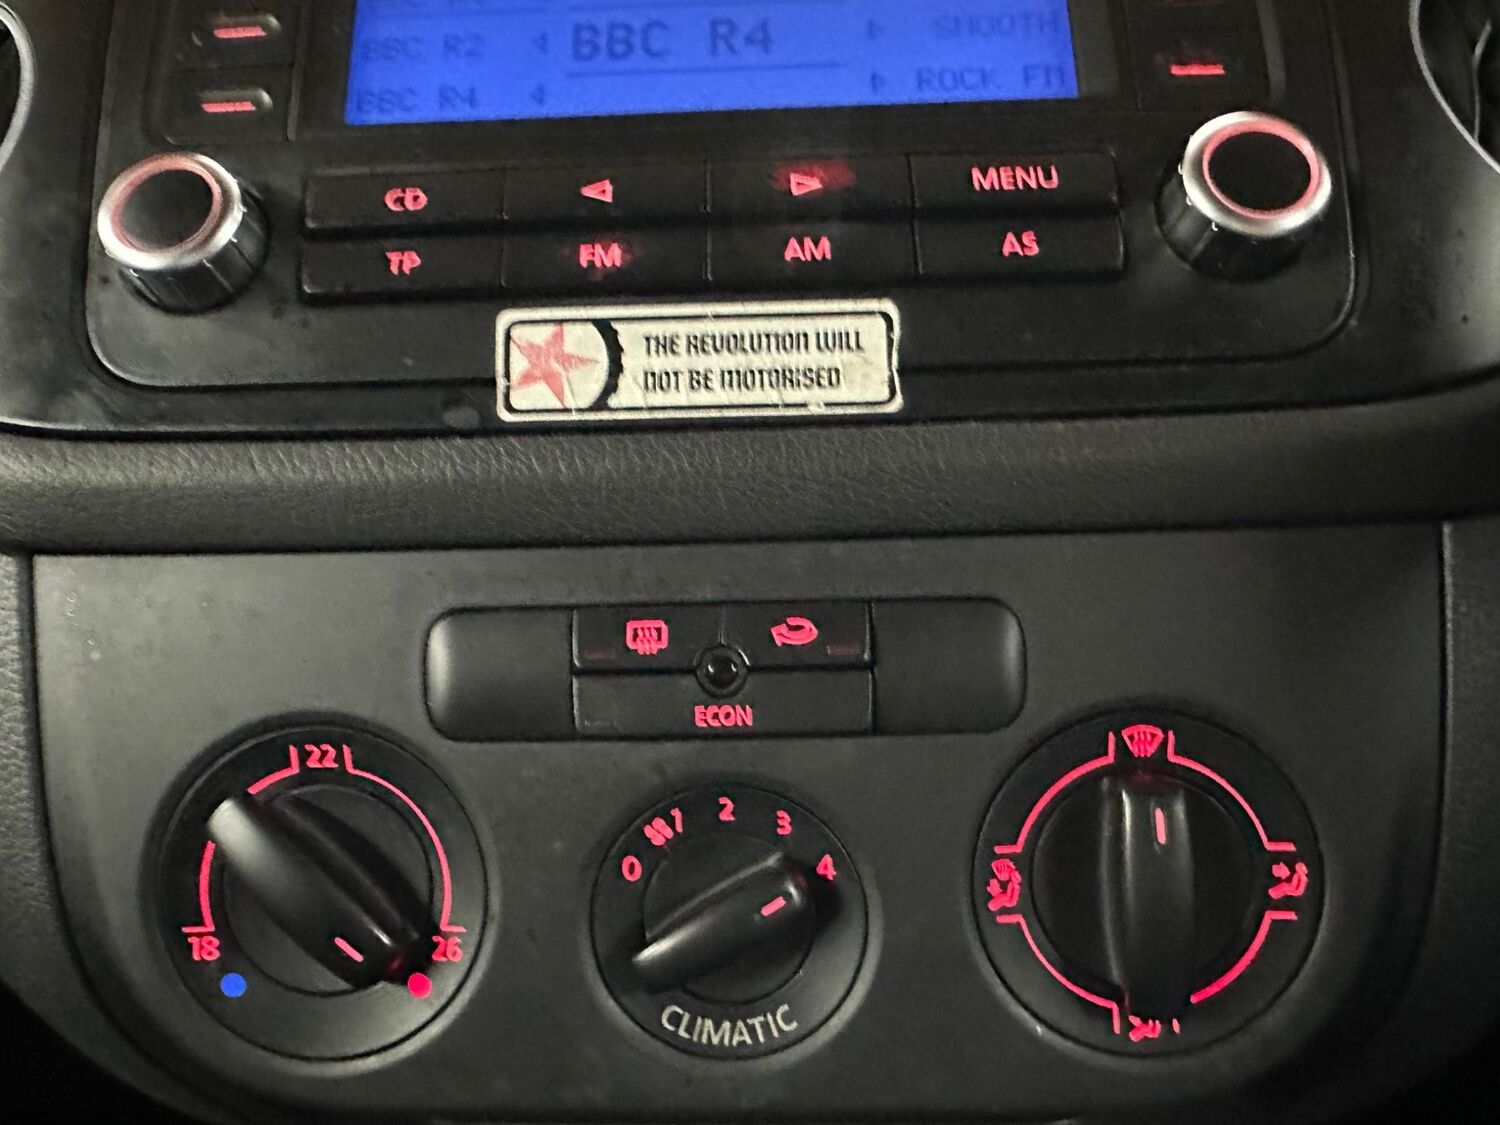 BBC R2 BBC R4 SMOOTH
BBC R4 ROCK FM
CD MENU
TP FM AM AS
THE REVOLUTION WILL
NOT BE MOTORISED
ECON
22
18 26
0 1 2 3 4
CLIMATIC